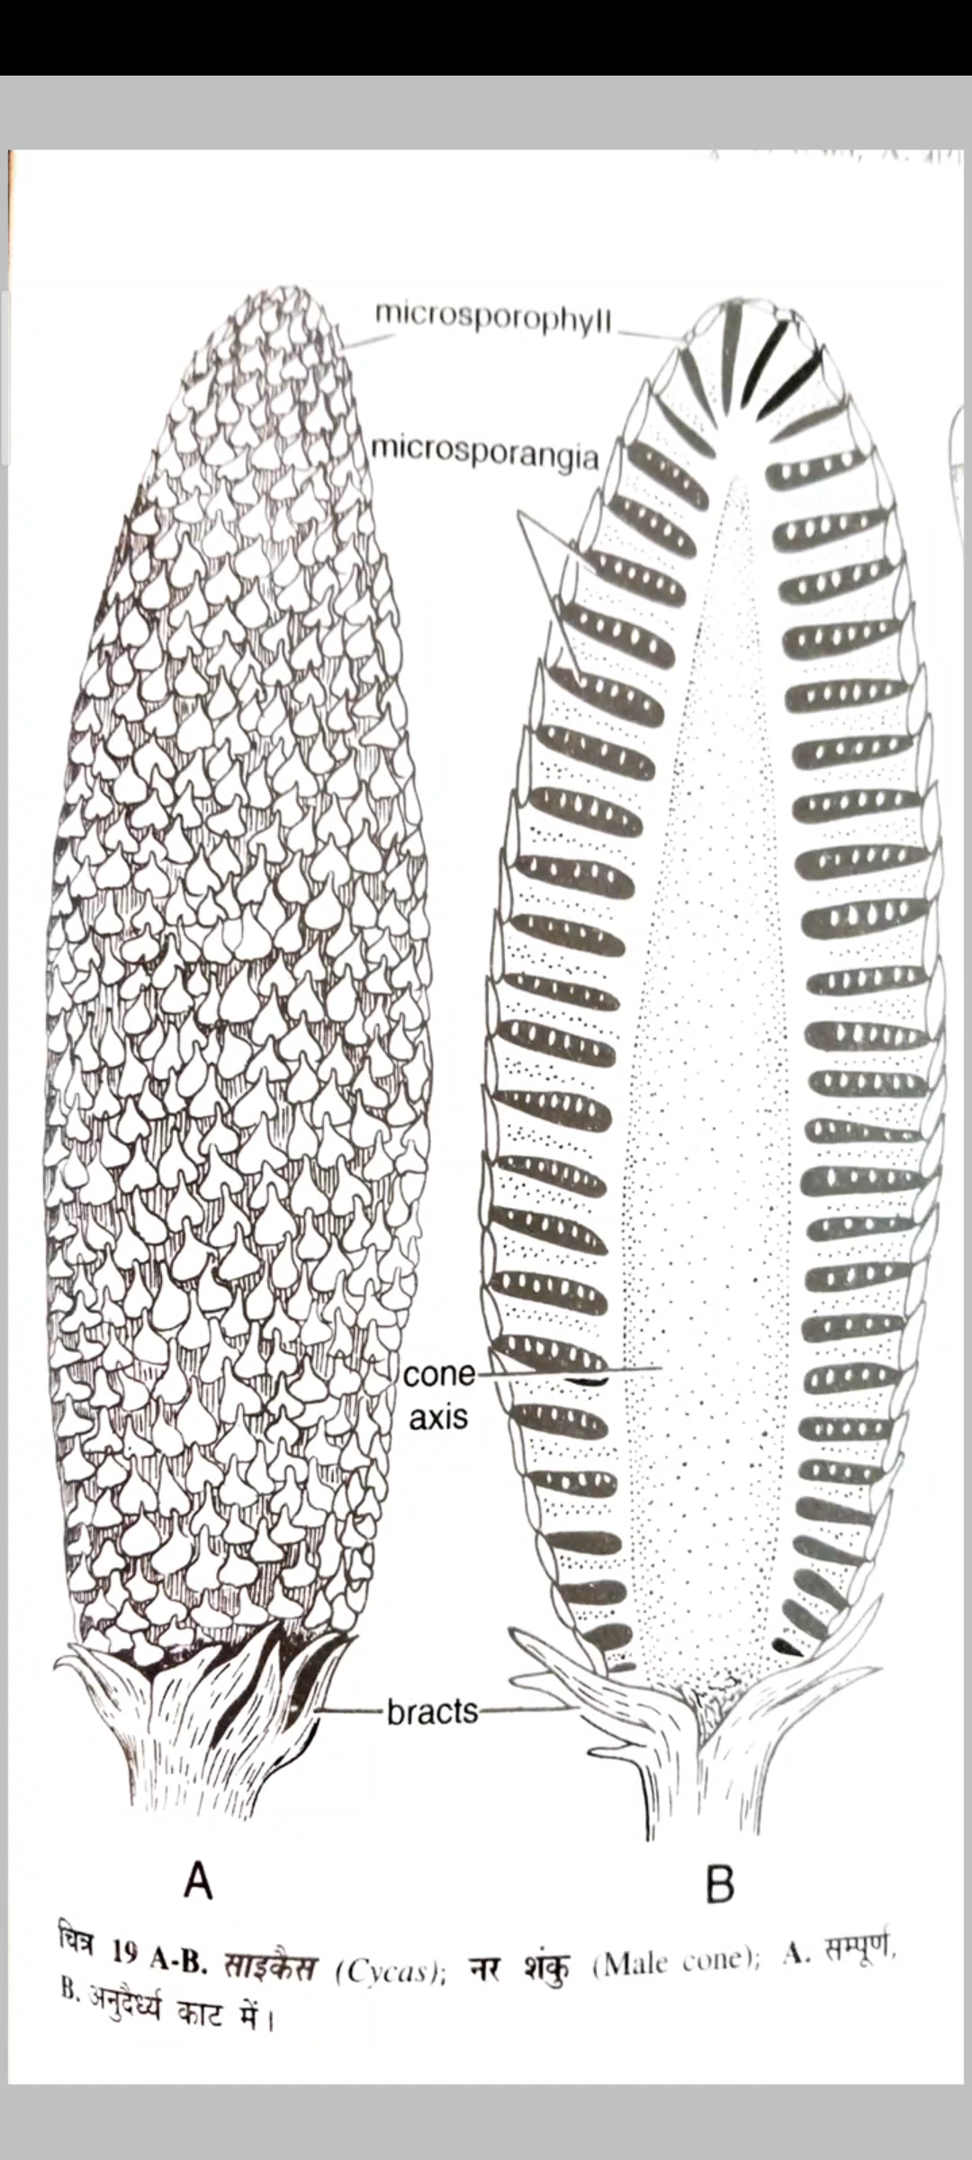 microsporophyll
microsporangia
cone
axis
bracts
A
B
चित्र 19 A-B. साइकैस (Cycas); नर शंकु (Male cone); A. सम्पूर्ण,
B. अनुदैर्ध्य काट में।